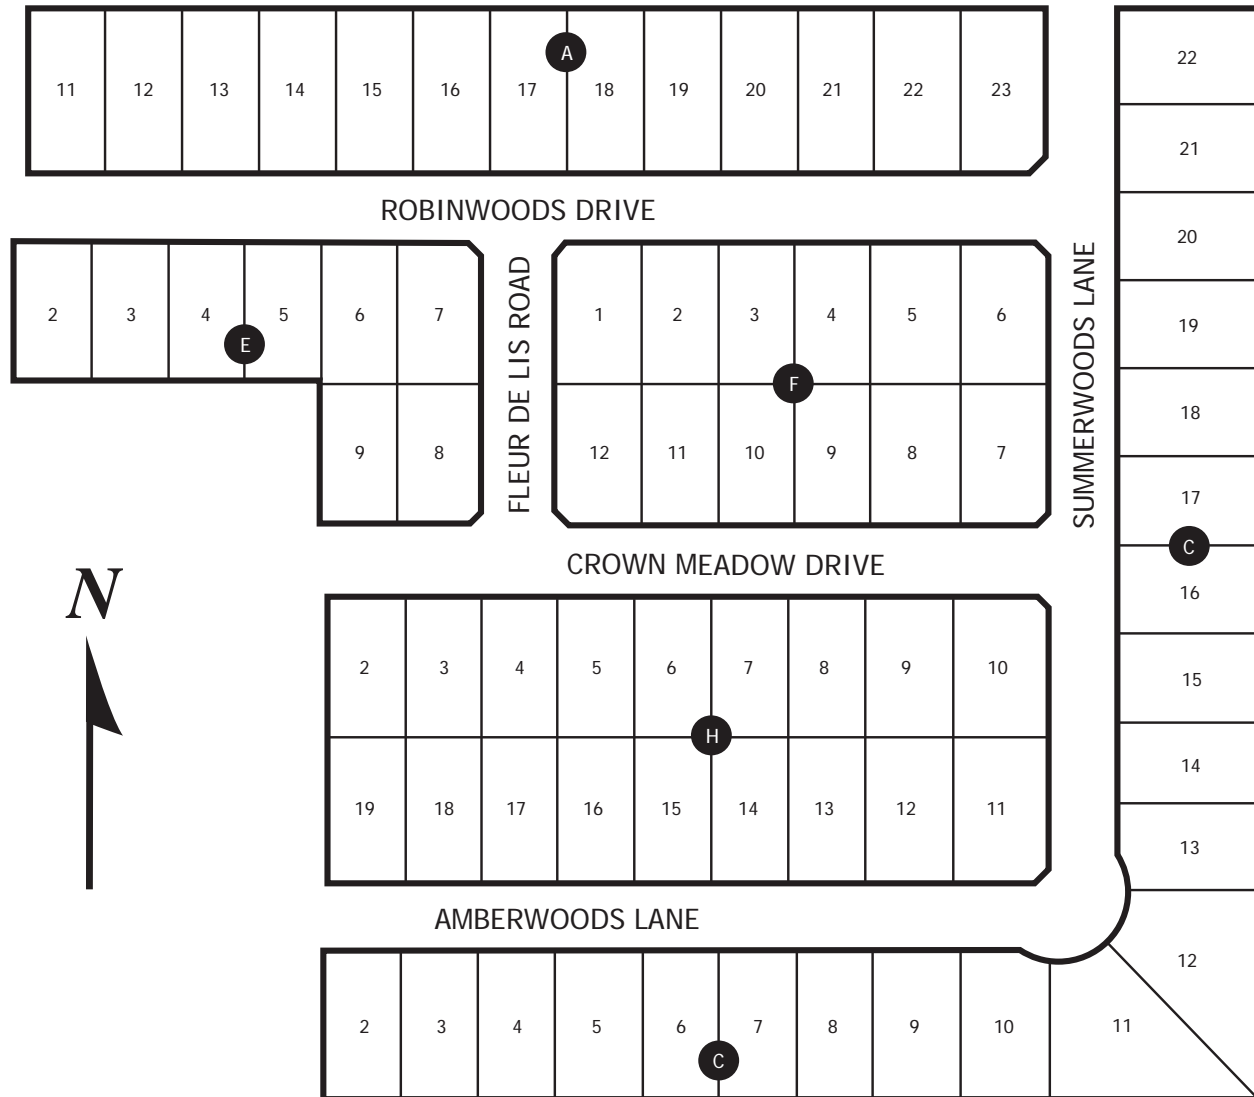 22
A
11 12 13 14 15 16 17 18 19 20 21 22 23
21
ROBINWOODS DRIVE
20
2 3 4 5 6 7
E
FLEUR DE LIS ROAD
1 2 3 4 5 6
F
SUMMERWOODS LANE
19
18
9 8
12 11 10 9 8 7
17
C
CROWN MEADOW DRIVE
N
16
2 3 4 5 6 7 8 9 10
15
H
14
19 18 17 16 15 14 13 12 11
13
AMBERWOODS LANE
12
2 3 4 5 6 7 8 9 10 11
C